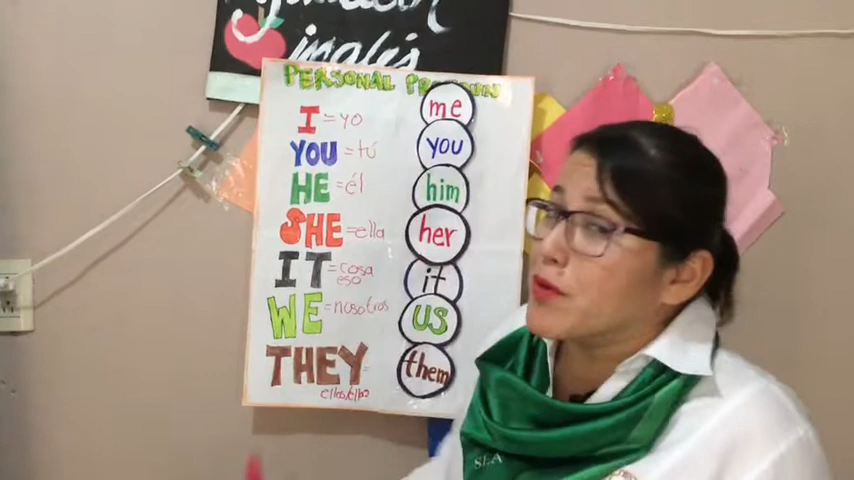 inglés
PERSONAL PRONOUN
I = yo me
YOU = tú you
HE = él him
SHE = ella her
IT = cosa eso it
WE = nosotros us
THEY = ellos/ellas them
SEA